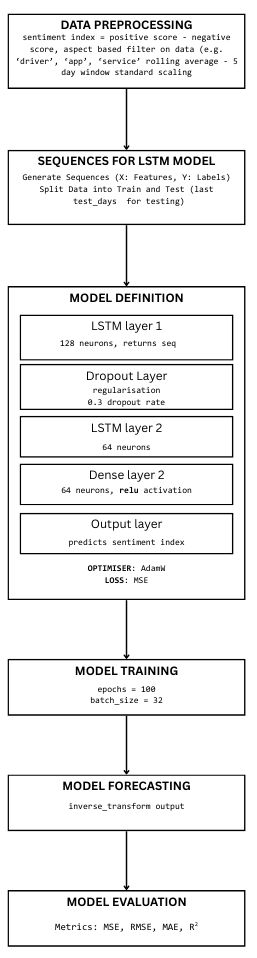 DATA PREPROCESSING
sentiment index = positive score - negative
score, aspect based filter on data (e.g.
‘driver’, ‘app’, ‘service’ rolling average - 5
day window standard scaling
SEQUENCES FOR LSTM MODEL
Generate Sequences (X: Features, Y: Labels)
Split Data into Train and Test (last
test_days for testing)
MODEL DEFINITION
LSTM layer 1
128 neurons, returns seq
Dropout Layer
regularisation
0.3 dropout rate
LSTM layer 2
64 neurons
Dense layer 2
64 neurons, relu activation
Output layer
predicts sentiment index
OPTIMISER: AdamW
LOSS: MSE
MODEL TRAINING
epochs = 100
batch_size = 32
MODEL FORECASTING
inverse_transform output
MODEL EVALUATION
Metrics: MSE, RMSE, MAE, R²